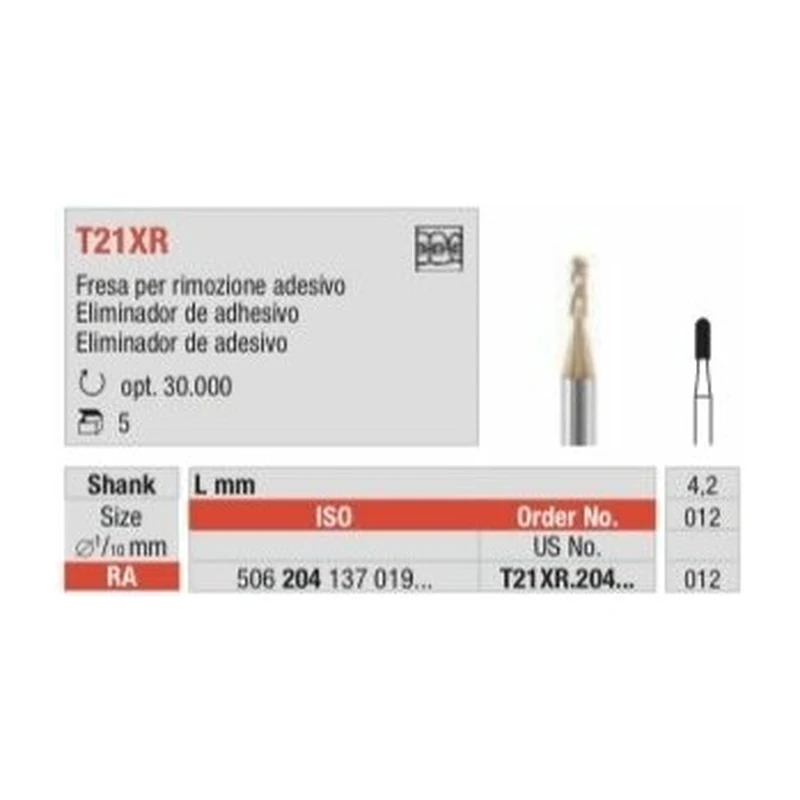 T21XR
Fresa per rimozione adesivo
Eliminador de adhesivo
Eliminador de adesivo
opt. 30.000
5
Shank L mm 4,2
Size ISO Order No. 012
⌀1/10 mm US No.
RA 506 204 137 019... T21XR.204... 012